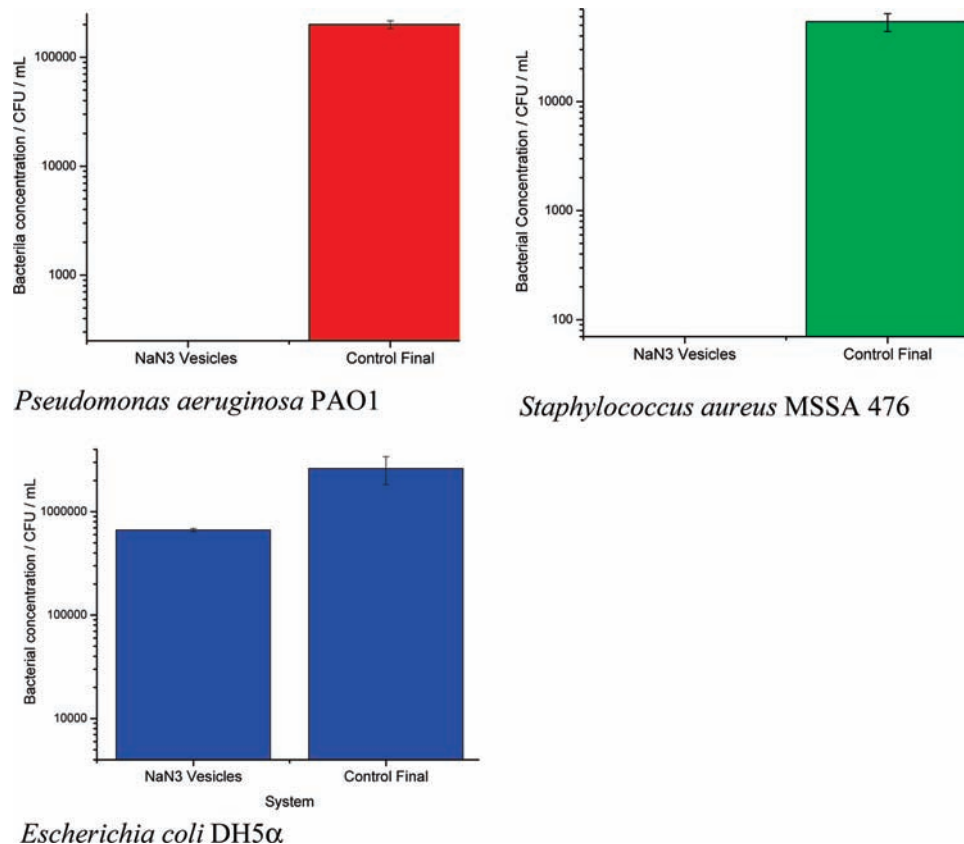 Bacterila concentration / CFU / mL
100000
10000
1000
NaN3 Vesicles
Control Final
Pseudomonas aeruginosa PAO1
Bacterial Concentration / CFU / mL
10000
1000
100
NaN3 Vesicles
Control Final
Staphylococcus aureus MSSA 476
Bacterial concentration / CFU / mL
1000000
100000
10000
NaN3 Vesicles
Control Final
System
Escherichia coli DH5α